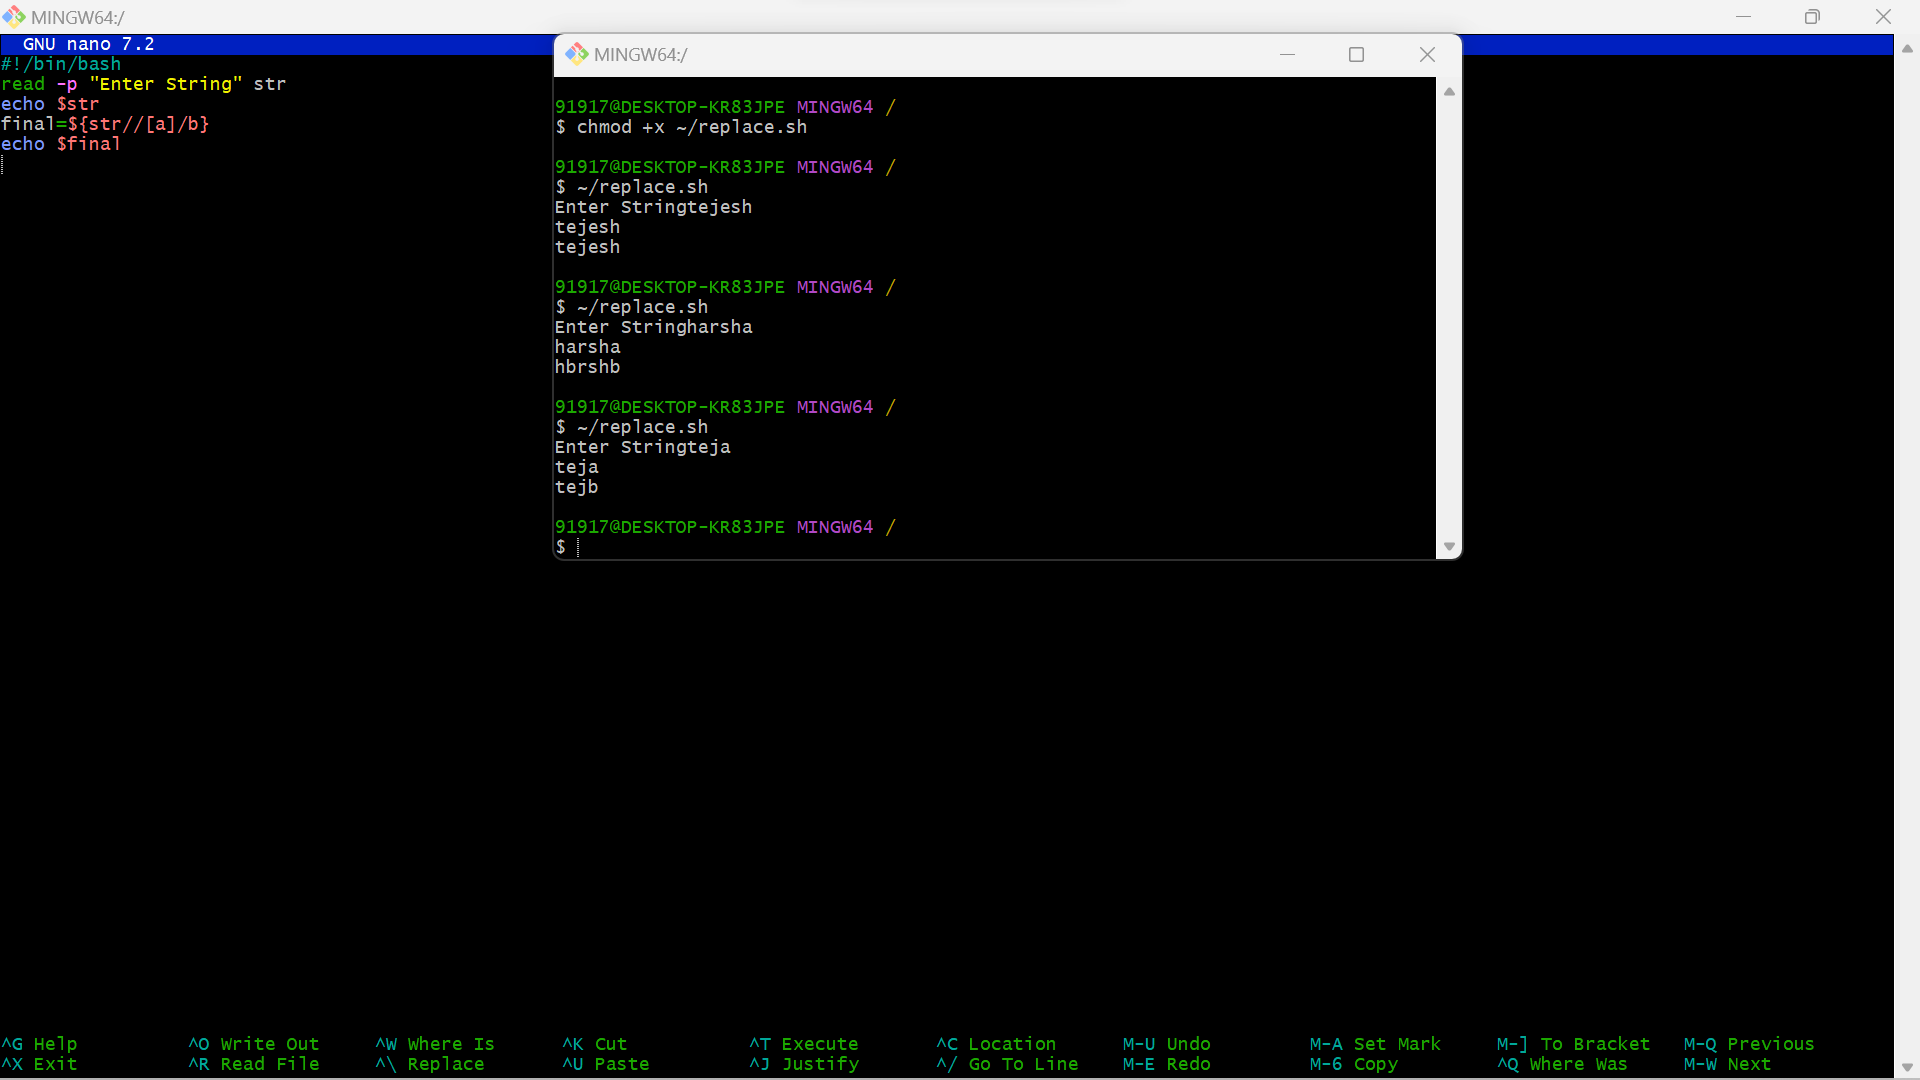 MINGW64:/
GNU nano 7.2
#!/bin/bash
read -p "Enter String" str
echo $str
final=${str//[a]/b}
echo $final
MINGW64:/
91917@DESKTOP-KR83JPE MINGW64 /
$ chmod +x ~/replace.sh
91917@DESKTOP-KR83JPE MINGW64 /
$ ~/replace.sh
Enter Stringtejesh
tejesh
tejesh
91917@DESKTOP-KR83JPE MINGW64 /
$ ~/replace.sh
Enter Stringharsha
harsha
hbrshb
91917@DESKTOP-KR83JPE MINGW64 /
$ ~/replace.sh
Enter Stringteja
teja
tejb
91917@DESKTOP-KR83JPE MINGW64 /
$
^G Help ^O Write Out ^W Where Is ^K Cut ^T Execute ^C Location M-U Undo M-A Set Mark M-] To Bracket M-Q Previous
^X Exit ^R Read File ^\ Replace ^U Paste ^J Justify ^/ Go To Line M-E Redo M-6 Copy ^Q Where Was M-W Next